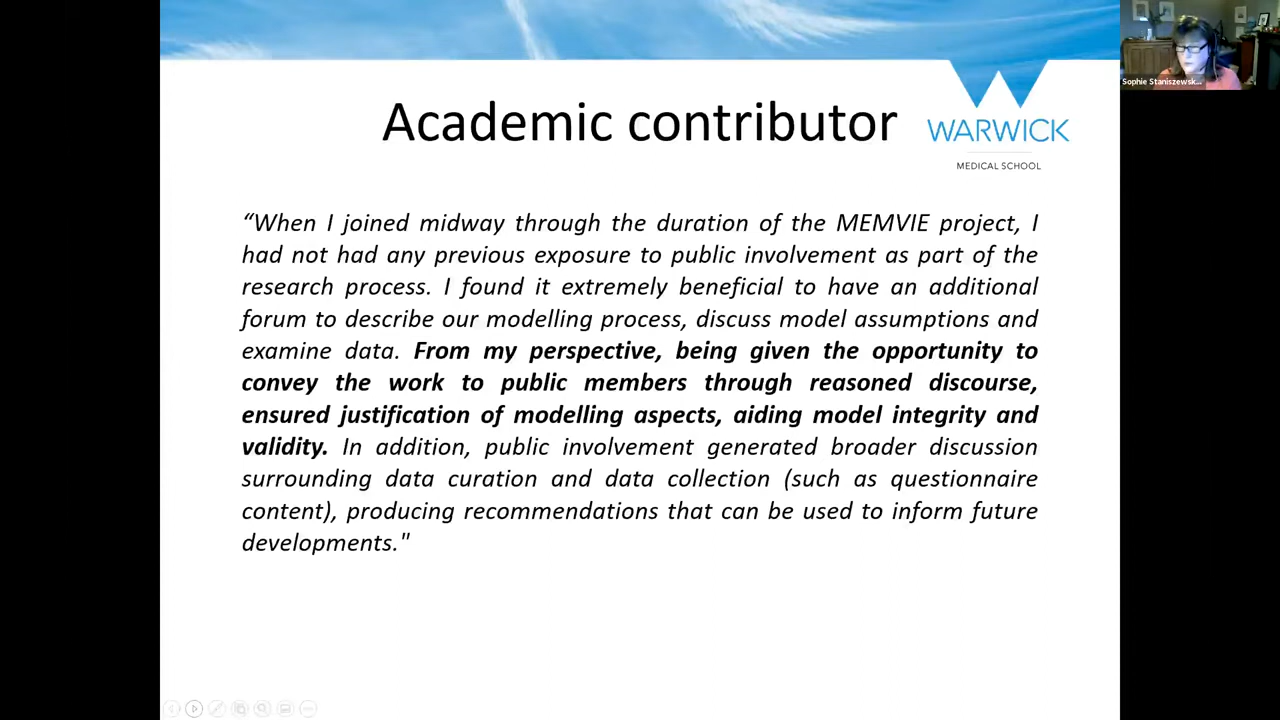 Academic contributor
WARWICK
MEDICAL SCHOOL
Sophie Staniszewsk...
“When I joined midway through the duration of the MEMVIE project, I
had not had any previous exposure to public involvement as part of the
research process. I found it extremely beneficial to have an additional
forum to describe our modelling process, discuss model assumptions and
examine data. From my perspective, being given the opportunity to
convey the work to public members through reasoned discourse,
ensured justification of modelling aspects, aiding model integrity and
validity. In addition, public involvement generated broader discussion
surrounding data curation and data collection (such as questionnaire
content), producing recommendations that can be used to inform future
developments."